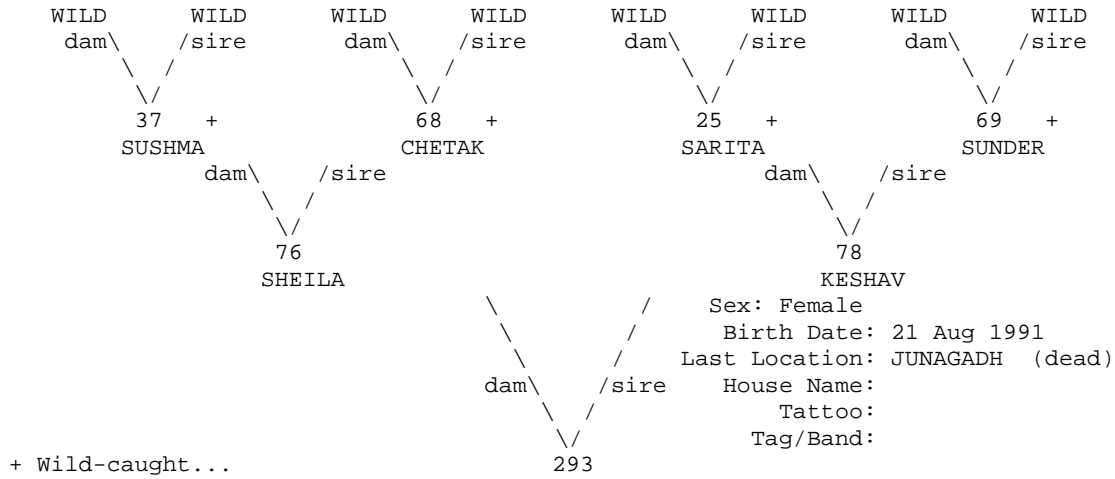 WILD WILD WILD WILD WILD WILD WILD WILD
dam\ /sire dam\ /sire dam\ /sire dam\ /sire
\ / \ / \ / \ /
\/ \/ \/ \/
37 + 68 + 25 + 69 +
SUSHMA CHETAK SARITA SUNDER
dam\ /sire dam\ /sire
\ / \ /
\/ \/
76 78
SHEILA KESHAV
\ / Sex: Female
\ / Birth Date: 21 Aug 1991
\ / Last Location: JUNAGADH (dead)
dam\ /sire House Name:
\ / Tattoo:
\/ Tag/Band:
+ Wild-caught... 293